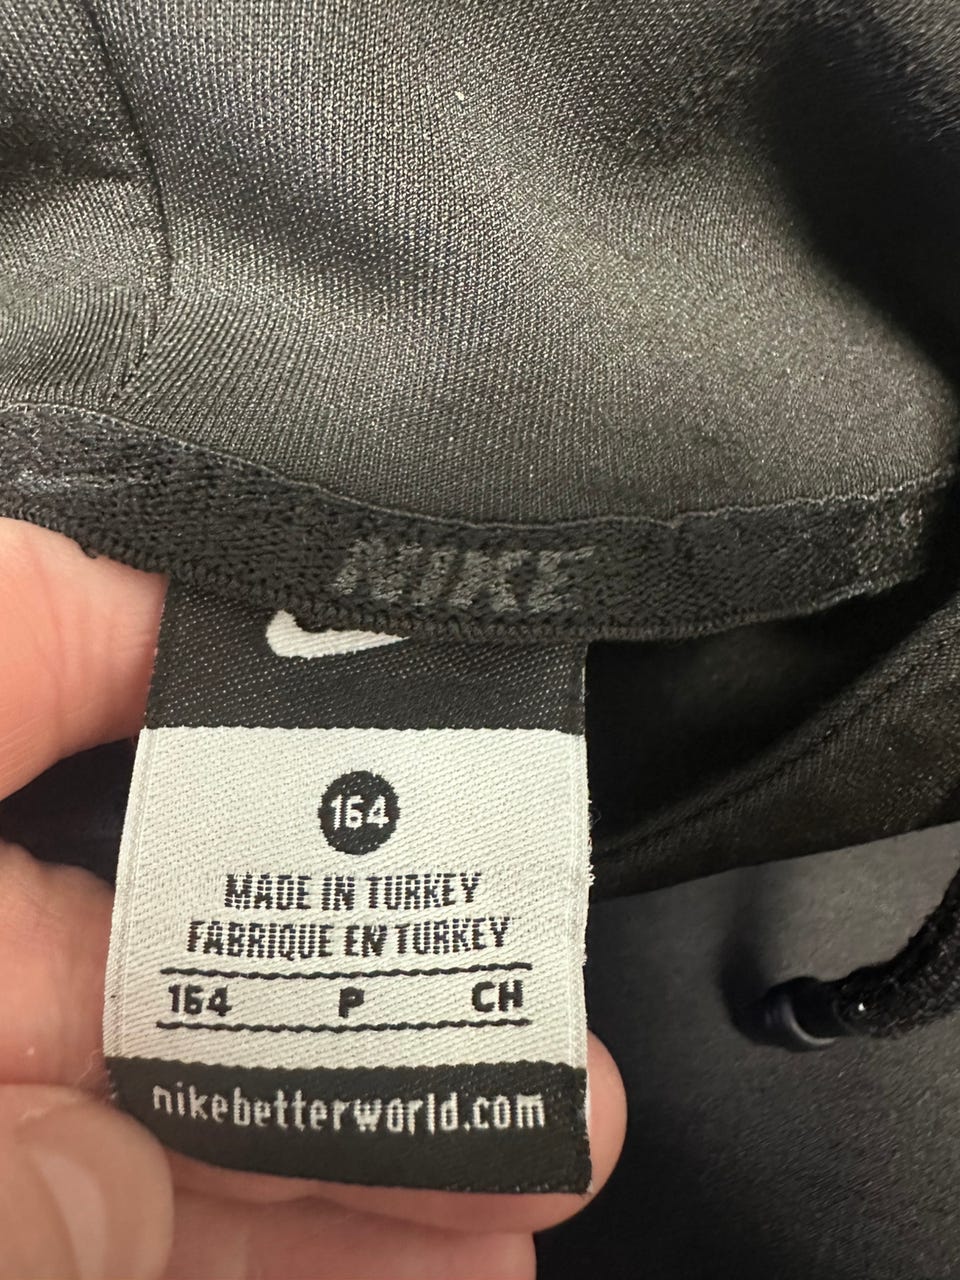 NIKE
164
MADE IN TURKEY
FABRIQUE EN TURKEY
164 P CH
nikebetterworld.com